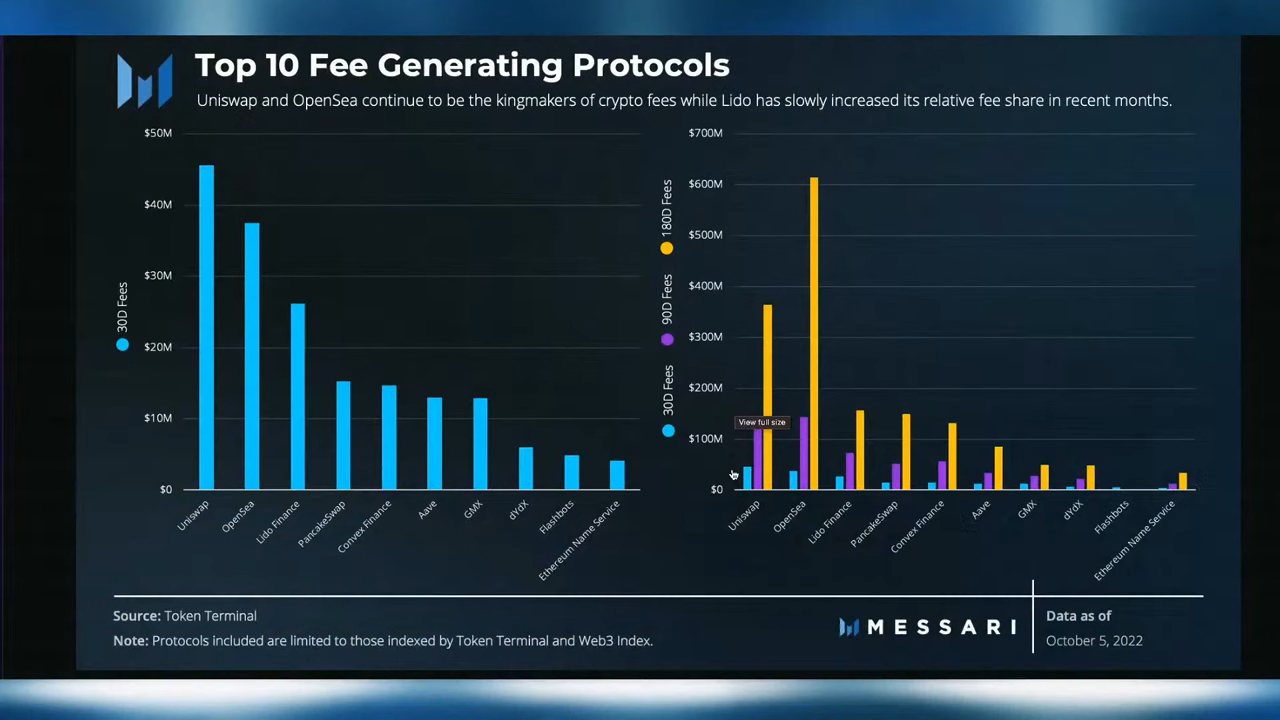 Top 10 Fee Generating Protocols
Uniswap and OpenSea continue to be the kingmakers of crypto fees while Lido has slowly increased its relative fee share in recent months.
$50M
$40M
$30M
$20M
$10M
$0
30D Fees
Uniswap
OpenSea
Lido Finance
PancakeSwap
Convex Finance
Aave
GMX
dYdX
Flashbots
Ethereum Name Service
$700M
$600M
$500M
$400M
$300M
$200M
$100M
$0
180D Fees
90D Fees
30D Fees
View full size
Uniswap
OpenSea
Lido Finance
PancakeSwap
Convex Finance
Aave
GMX
dYdX
Flashbots
Ethereum Name Service
Source: Token Terminal
Note: Protocols included are limited to those indexed by Token Terminal and Web3 Index.
MESSARI
Data as of
October 5, 2022